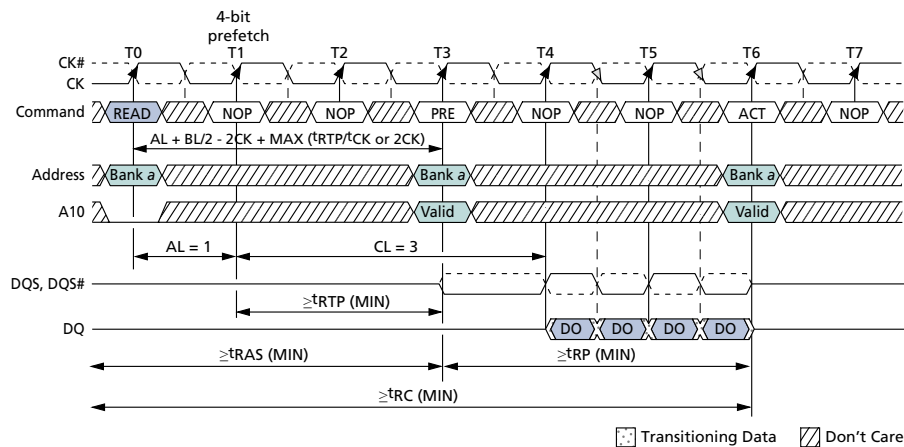 4-bit
prefetch
T0 T1 T2 T3 T4 T5 T6 T7
CK#
CK
Command READ NOP NOP PRE NOP NOP ACT NOP
AL + BL/2 - 2CK + MAX (tRTP/tCK or 2CK)
Address Bank a Bank a Bank a
A10 Valid Valid
AL = 1 CL = 3
DQS, DQS#
≥tRTP (MIN)
DQ DO DO DO DO
≥tRAS (MIN) ≥tRP (MIN)
≥tRC (MIN)
Transitioning Data Don't Care